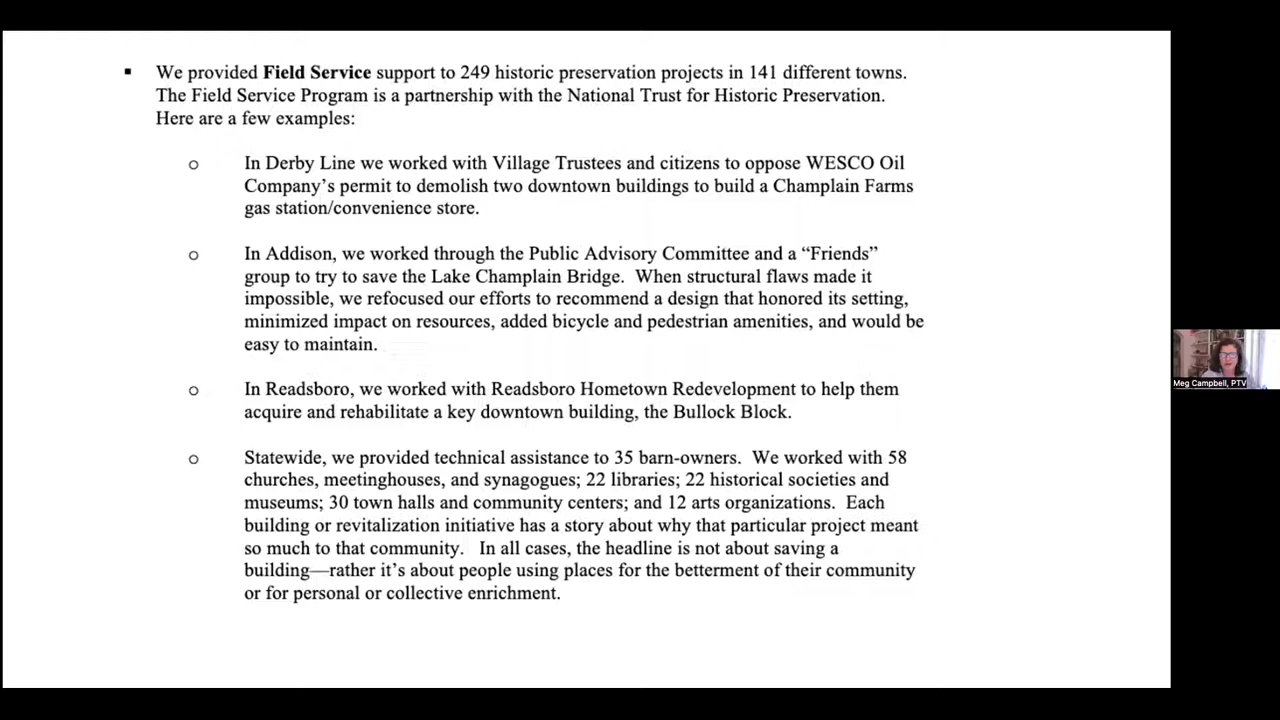 ▪ We provided Field Service support to 249 historic preservation projects in 141 different towns.
The Field Service Program is a partnership with the National Trust for Historic Preservation.
Here are a few examples:
o In Derby Line we worked with Village Trustees and citizens to oppose WESCO Oil
Company’s permit to demolish two downtown buildings to build a Champlain Farms
gas station/convenience store.
o In Addison, we worked through the Public Advisory Committee and a “Friends”
group to try to save the Lake Champlain Bridge.  When structural flaws made it
impossible, we refocused our efforts to recommend a design that honored its setting,
minimized impact on resources, added bicycle and pedestrian amenities, and would be
easy to maintain.
o In Readsboro, we worked with Readsboro Hometown Redevelopment to help them
acquire and rehabilitate a key downtown building, the Bullock Block.
o Statewide, we provided technical assistance to 35 barn-owners.  We worked with 58
churches, meetinghouses, and synagogues; 22 libraries; 22 historical societies and
museums; 30 town halls and community centers; and 12 arts organizations.  Each
building or revitalization initiative has a story about why that particular project meant
so much to that community.   In all cases, the headline is not about saving a
building—rather it’s about people using places for the betterment of their community
or for personal or collective enrichment.
Meg Campbell, PTV